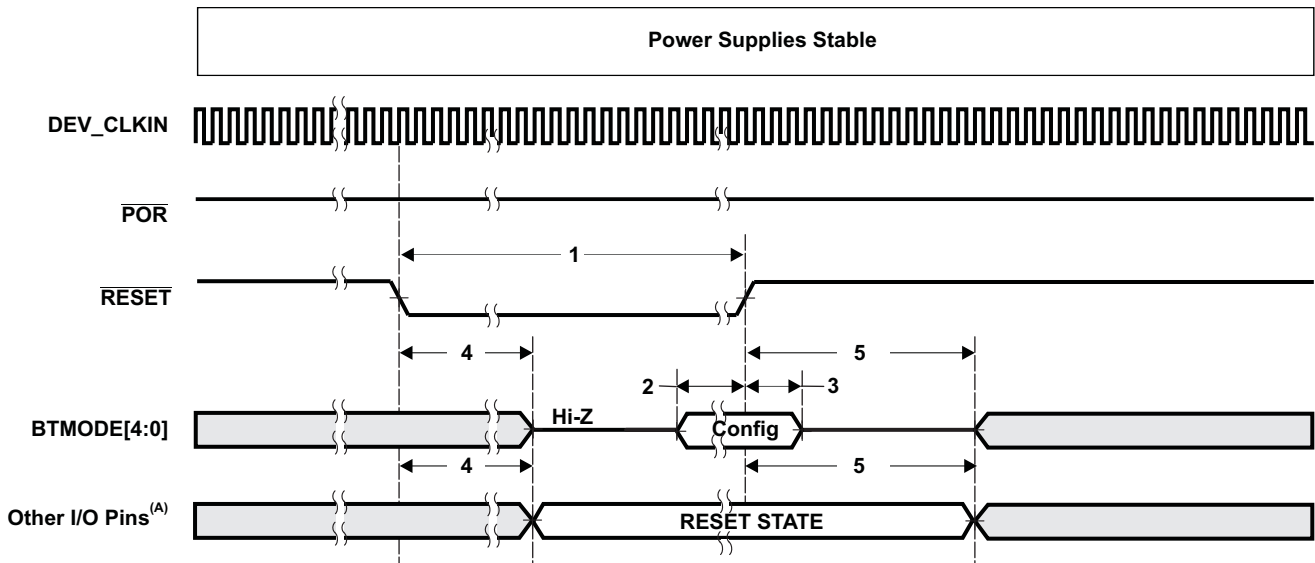 Power Supplies Stable
DEV_CLKIN
POR
1
RESET
4
5
2
3
Hi-Z
BTMODE[4:0]
Config
4
5
Other I/O Pins(A)
RESET STATE